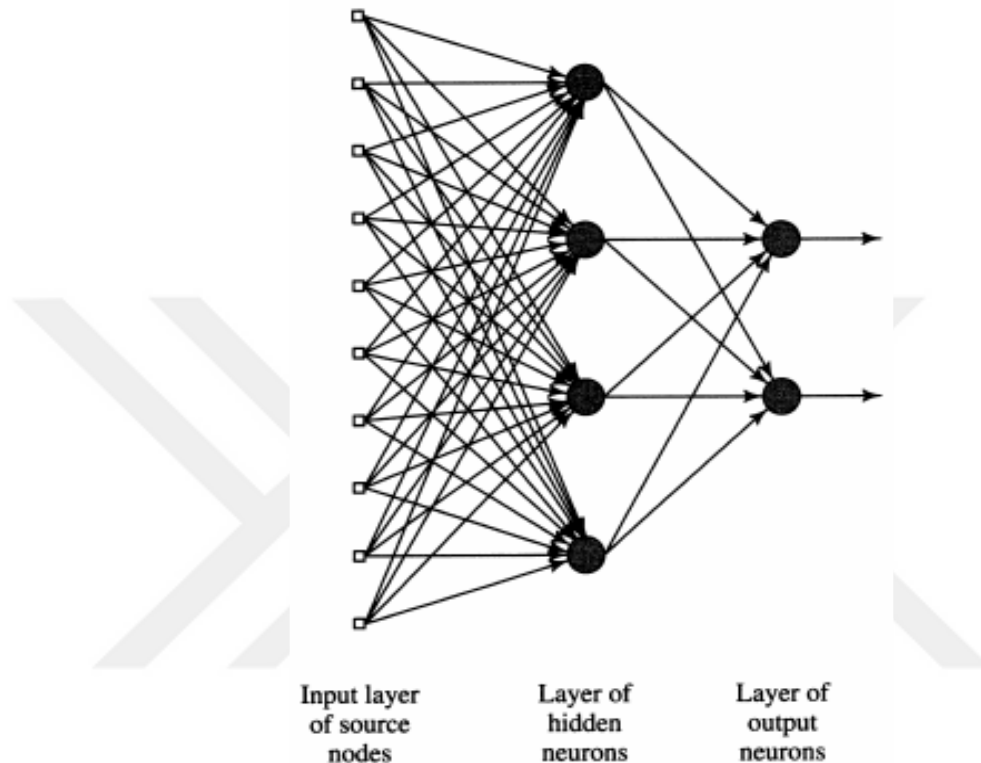 Input layer
of source
nodes
Layer of
hidden
neurons
Layer of
output
neurons